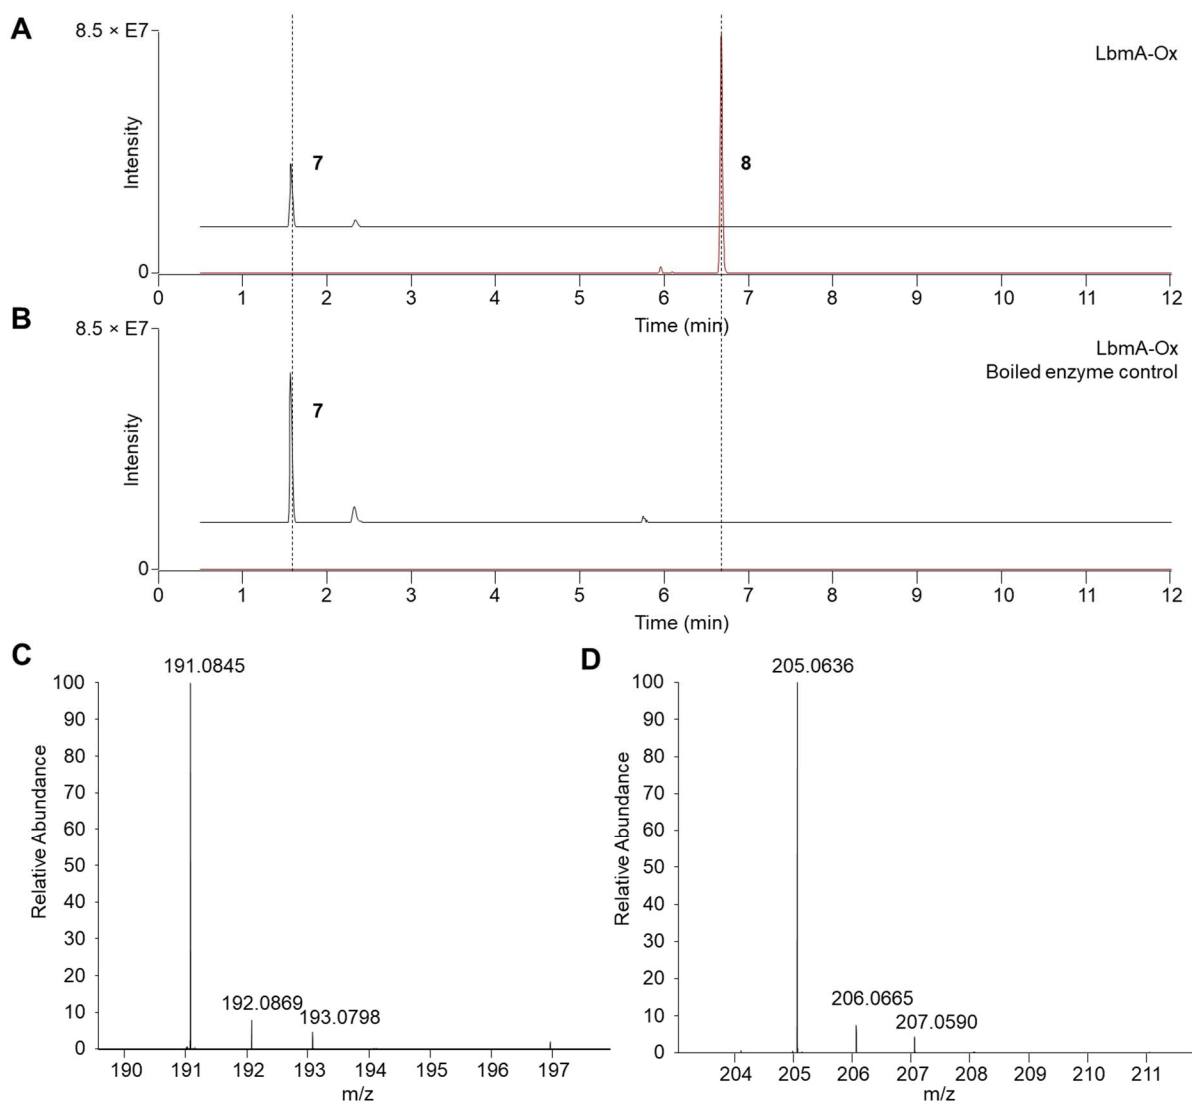 A
8.5 × E7
LbmA-Ox
Intensity
7
8
0
0 1 2 3 4 5 6 7 8 9 10 11 12
Time (min)
B
8.5 × E7
LbmA-Ox
Boiled enzyme control
Intensity
7
0
0 1 2 3 4 5 6 7 8 9 10 11 12
Time (min)
C
191.0845
100
90
80
70
60
50
40
30
20
10
0
Relative Abundance
192.0869
193.0798
190 191 192 193 194 195 196 197
m/z
D
205.0636
100
90
80
70
60
50
40
30
20
10
0
Relative Abundance
206.0665
207.0590
204 205 206 207 208 209 210 211
m/z